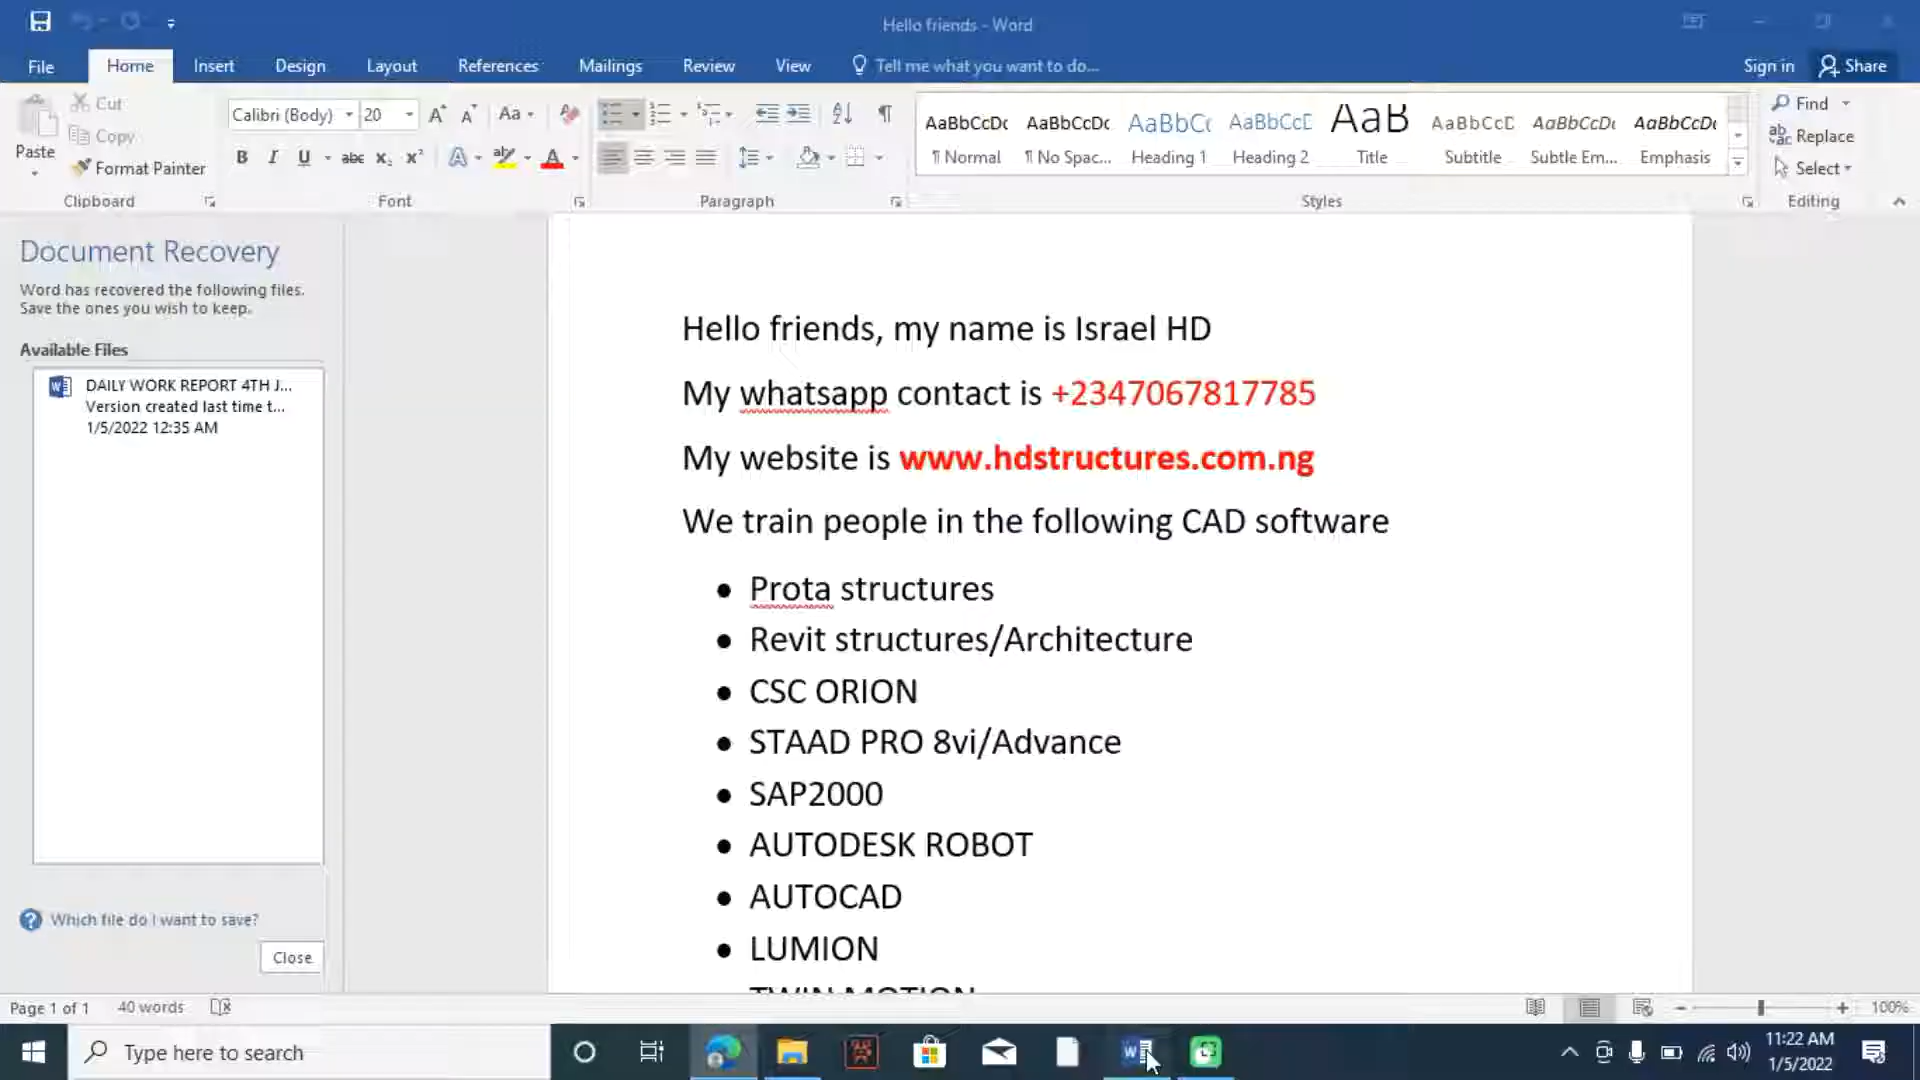 Hello friends - Word
File Home Insert Design Layout References Mailings Review View Tell me what you want to do... Sign in Share
Cut
Copy
Paste
Format Painter
Clipboard
Calibri (Body) 20
Font
Paragraph
AaBbCcDc AaBbCcDc AaBbCc AaBbCcD AaB AaBbCcD AaBbCcDc AaBbCcDc
¶ Normal ¶ No Spac... Heading 1 Heading 2 Title Subtitle Subtle Em... Emphasis
Styles
Find
Replace
Select
Editing
Document Recovery
Word has recovered the following files.
Save the ones you wish to keep.
Available Files
DAILY WORK REPORT 4TH J...
Version created last time t...
1/5/2022 12:35 AM
Which file do I want to save?
Close
Hello friends, my name is Israel HD
My whatsapp contact is +2347067817785
My website is www.hdstructures.com.ng
We train people in the following CAD software
• Prota structures
• Revit structures/Architecture
• CSC ORION
• STAAD PRO 8vi/Advance
• SAP2000
• AUTODESK ROBOT
• AUTOCAD
• LUMION
TWIN MOTION
Page 1 of 1 40 words
100%
Type here to search
11:22 AM
1/5/2022